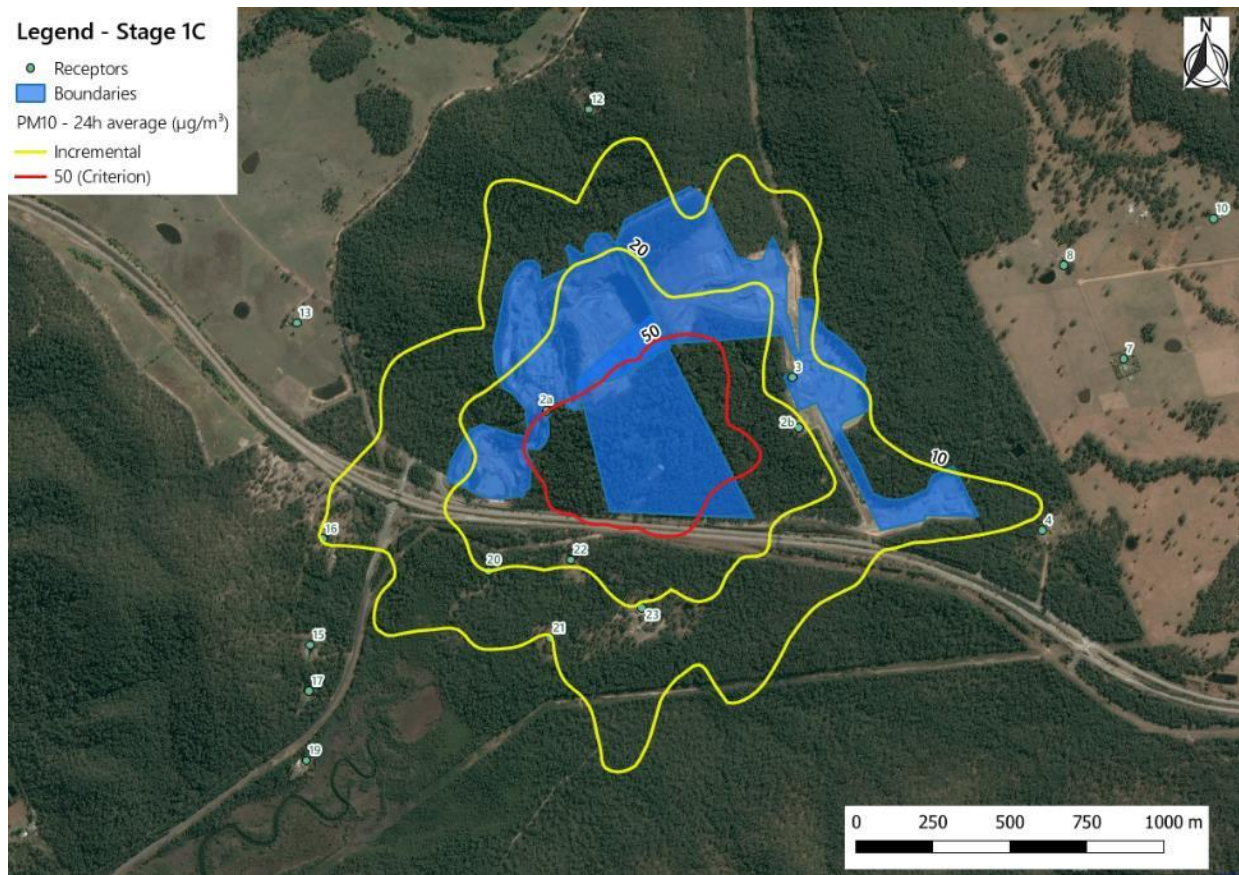 Legend - Stage 1C
Receptors
Boundaries
PM10 - 24h average (µg/m³)
Incremental
50 (Criterion)
N
12
10
20
8
13
50
7
3
2a
2b
10
16
4
20
22
23
21
15
17
19
0 250 500 750 1000 m